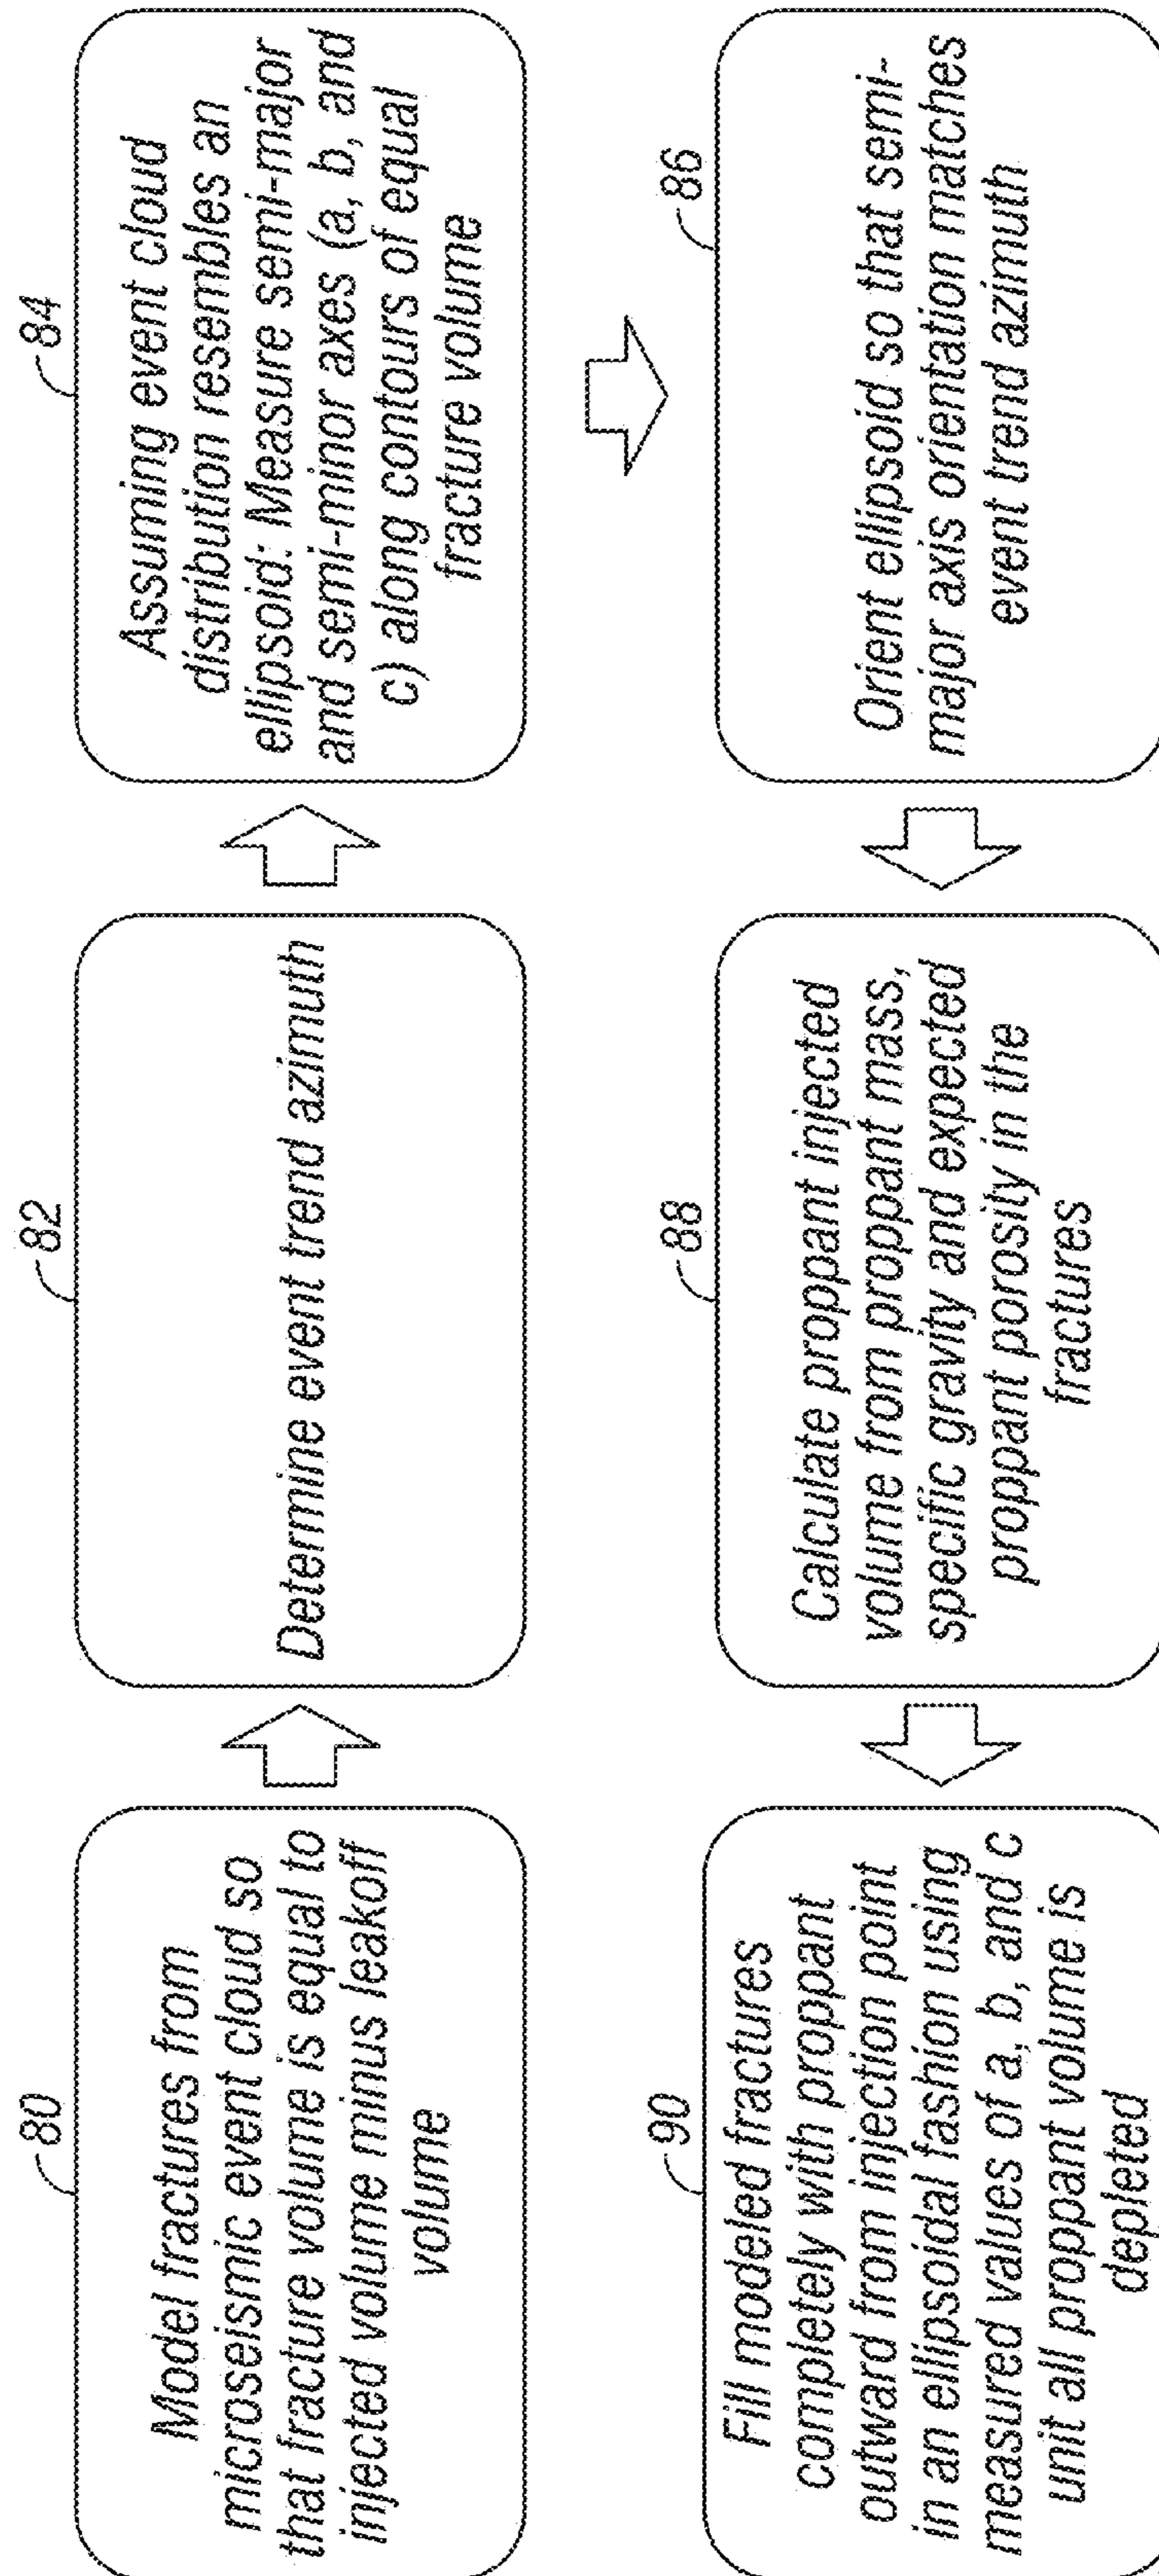 80
Model fractures from
microseismic event cloud so
that fracture volume is equal to
injected volume minus leakoff
volume
82
Determine event trend azimuth
84
Assuming event cloud
distribution resembles an
ellipsoid: Measure semi-major
and semi-minor axes (a, b, and
c) along contours of equal
fracture volume
86
Orient ellipsoid so that semi-
major axis orientation matches
event trend azimuth
88
Calculate proppant injected
volume from proppant mass,
specific gravity and expected
proppant porosity in the
fractures
90
Fill modeled fractures
completely with proppant
outward from injection point
in an ellipsoidal fashion using
measured values of a, b, and c
unit all proppant volume is
depleted